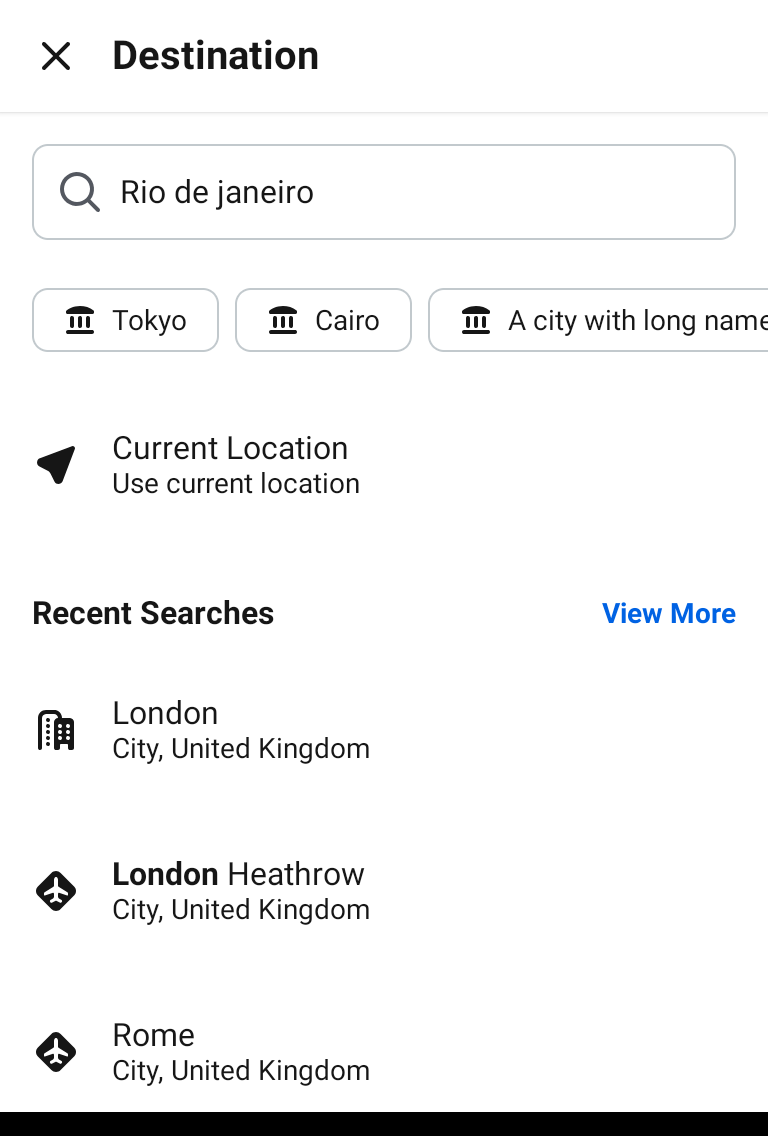 Destination
Rio de janeiro
Tokyo
Cairo
A city with long name
Current Location
Use current location
Recent Searches
View More
London
City, United Kingdom
London Heathrow
City, United Kingdom
Rome
City, United Kingdom